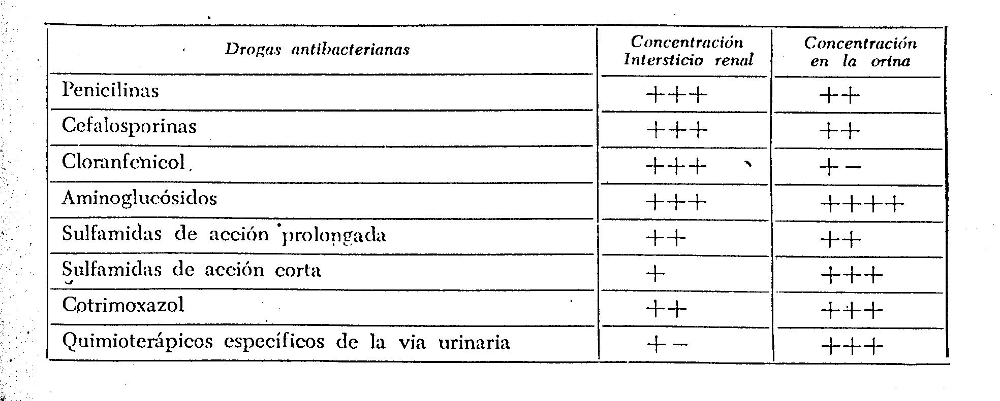 Drogas antibacterianas Concentración Intersticio renal Concentración en la orina
Penicilinas +++ ++
Cefalosporinas +++ ++
Cloranfenicol +++ + −
Aminoglucósidos +++ ++++
Sulfamidas de acción prolongada ++ ++
Sulfamidas de acción corta + +++
Cotrimoxazol ++ +++
Quimioterápicos específicos de la via urinaria + − +++